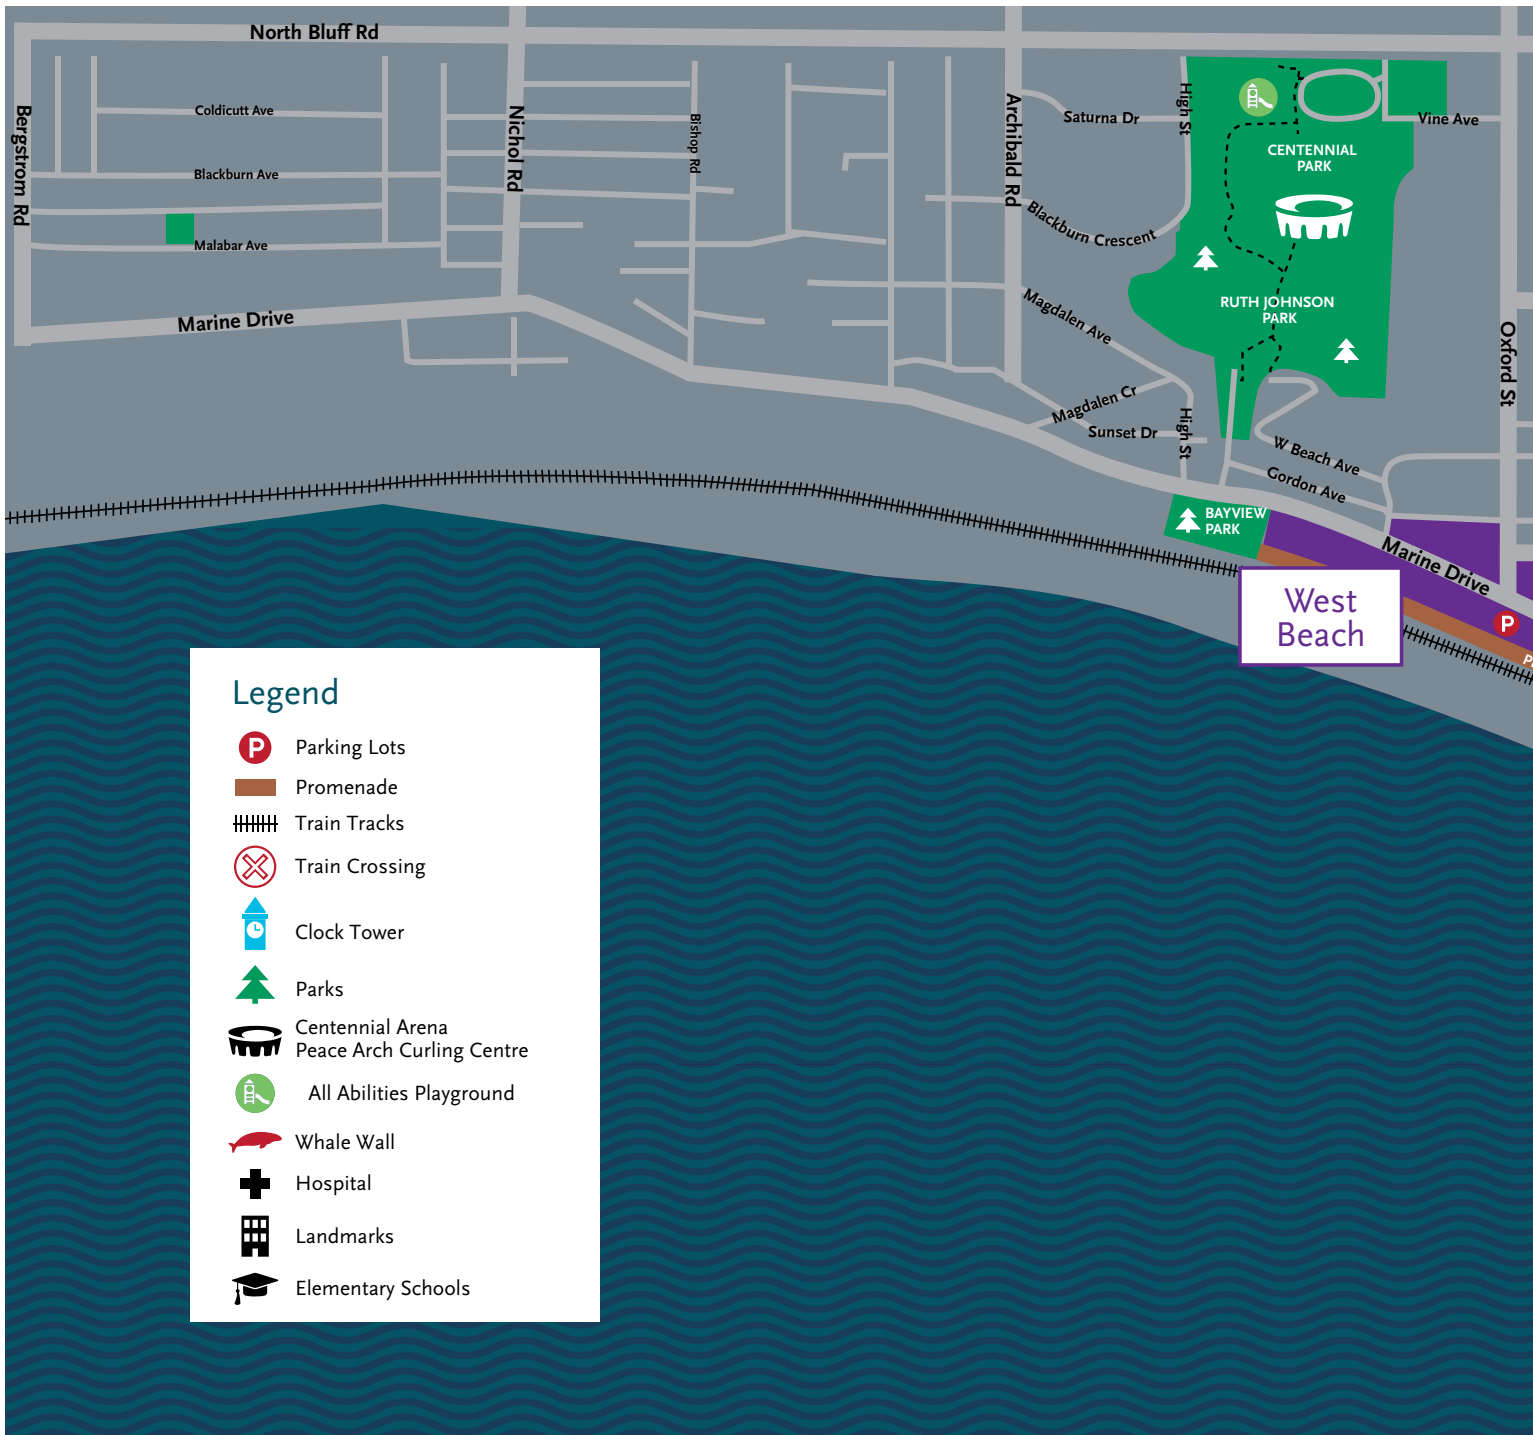 North Bluff Rd
Bergstrom Rd
Coldicutt Ave
Blackburn Ave
Malabar Ave
Marine Drive
Nichol Rd
Bishop Rd
Archibald Rd
Saturna Dr
High St
Vine Ave
CENTENNIAL
PARK
Blackburn Crescent
RUTH JOHNSON
PARK
Magdalen Ave
Magdalen Cr
Sunset Dr
High St
Oxford St
W Beach Ave
Gordon Ave
BAYVIEW
PARK
Marine Drive
West
Beach
P
Legend
P
Parking Lots
Promenade
Train Tracks
Train Crossing
Clock Tower
Parks
Centennial Arena
Peace Arch Curling Centre
All Abilities Playground
Whale Wall
Hospital
Landmarks
Elementary Schools